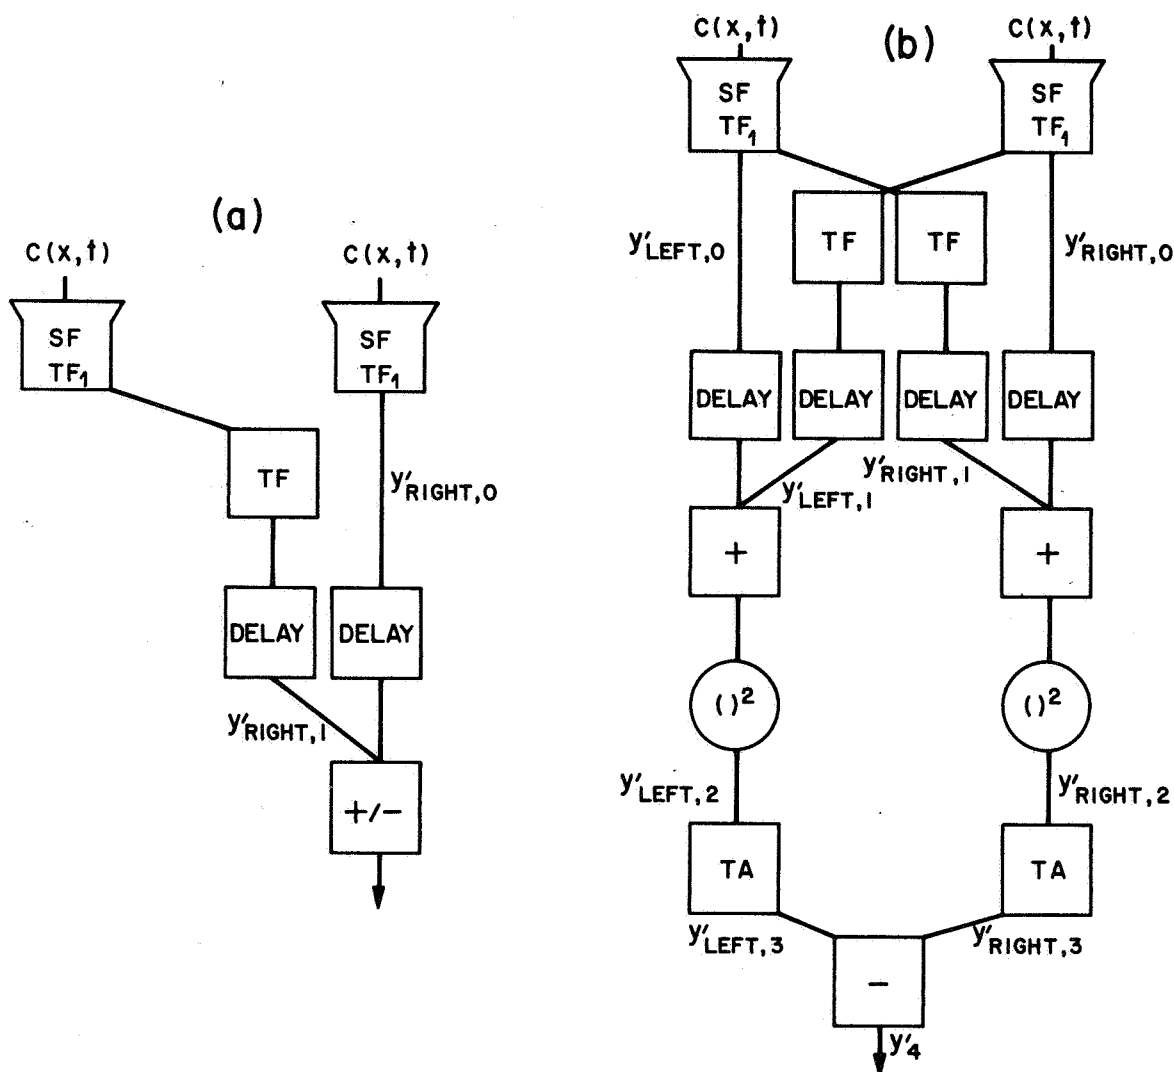 (a)
C(x,t)
C(x,t)
SF
TF₁
SF
TF₁
TF
y′RIGHT,0
DELAY
DELAY
y′RIGHT,1
+/−
(b)
C(x,t)
C(x,t)
SF
TF₁
SF
TF₁
y′LEFT,0
TF
TF
y′RIGHT,0
DELAY
DELAY
DELAY
DELAY
y′LEFT,1
y′RIGHT,1
+
+
( )²
( )²
y′LEFT,2
y′RIGHT,2
TA
TA
y′LEFT,3
y′RIGHT,3
−
y′4